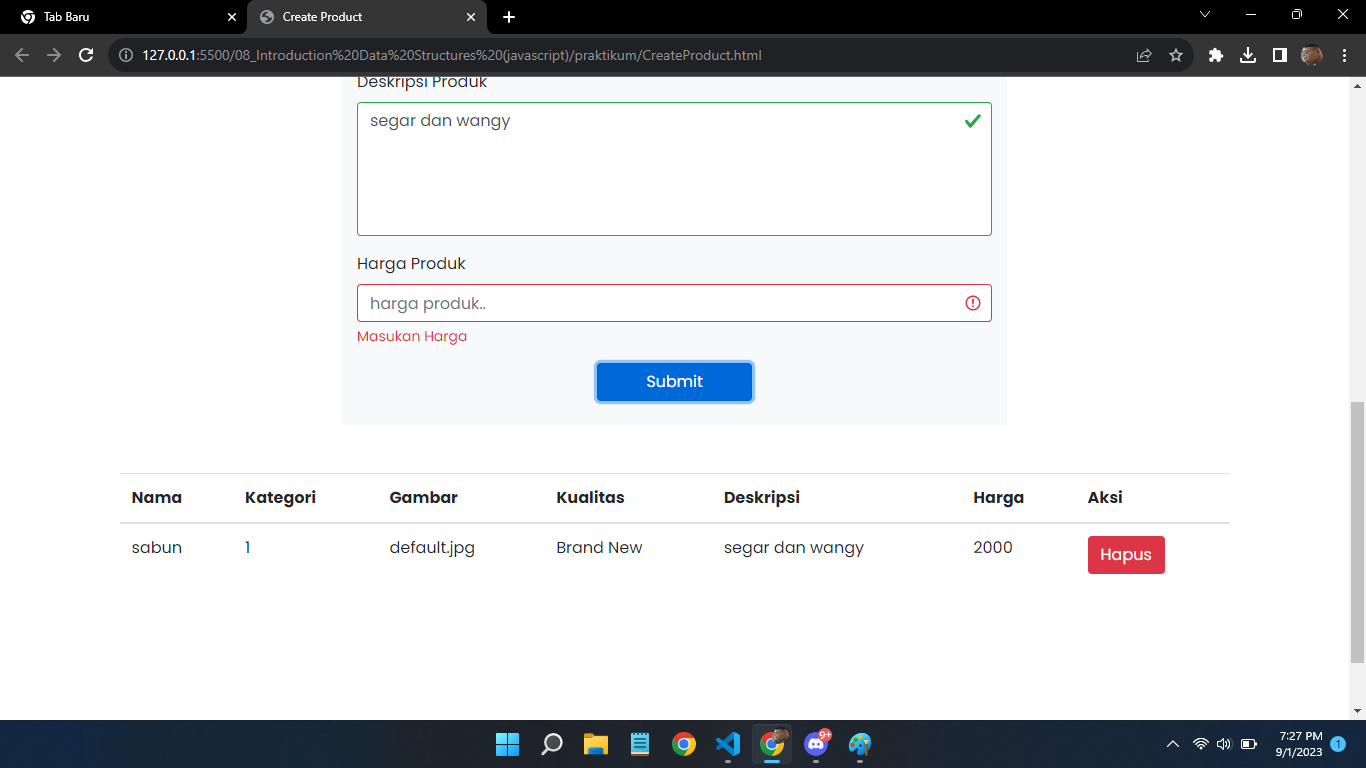 Tab Baru
Create Product
127.0.0.1:5500/08_Introduction%20Data%20Structures%20(javascript)/praktikum/CreateProduct.html
Deskripsi Produk
segar dan wangy
Harga Produk
harga produk..
Masukan Harga
Submit
Nama Kategori Gambar Kualitas Deskripsi Harga Aksi
sabun 1 default.jpg Brand New segar dan wangy 2000 Hapus
9+
7:27 PM
9/1/2023
1